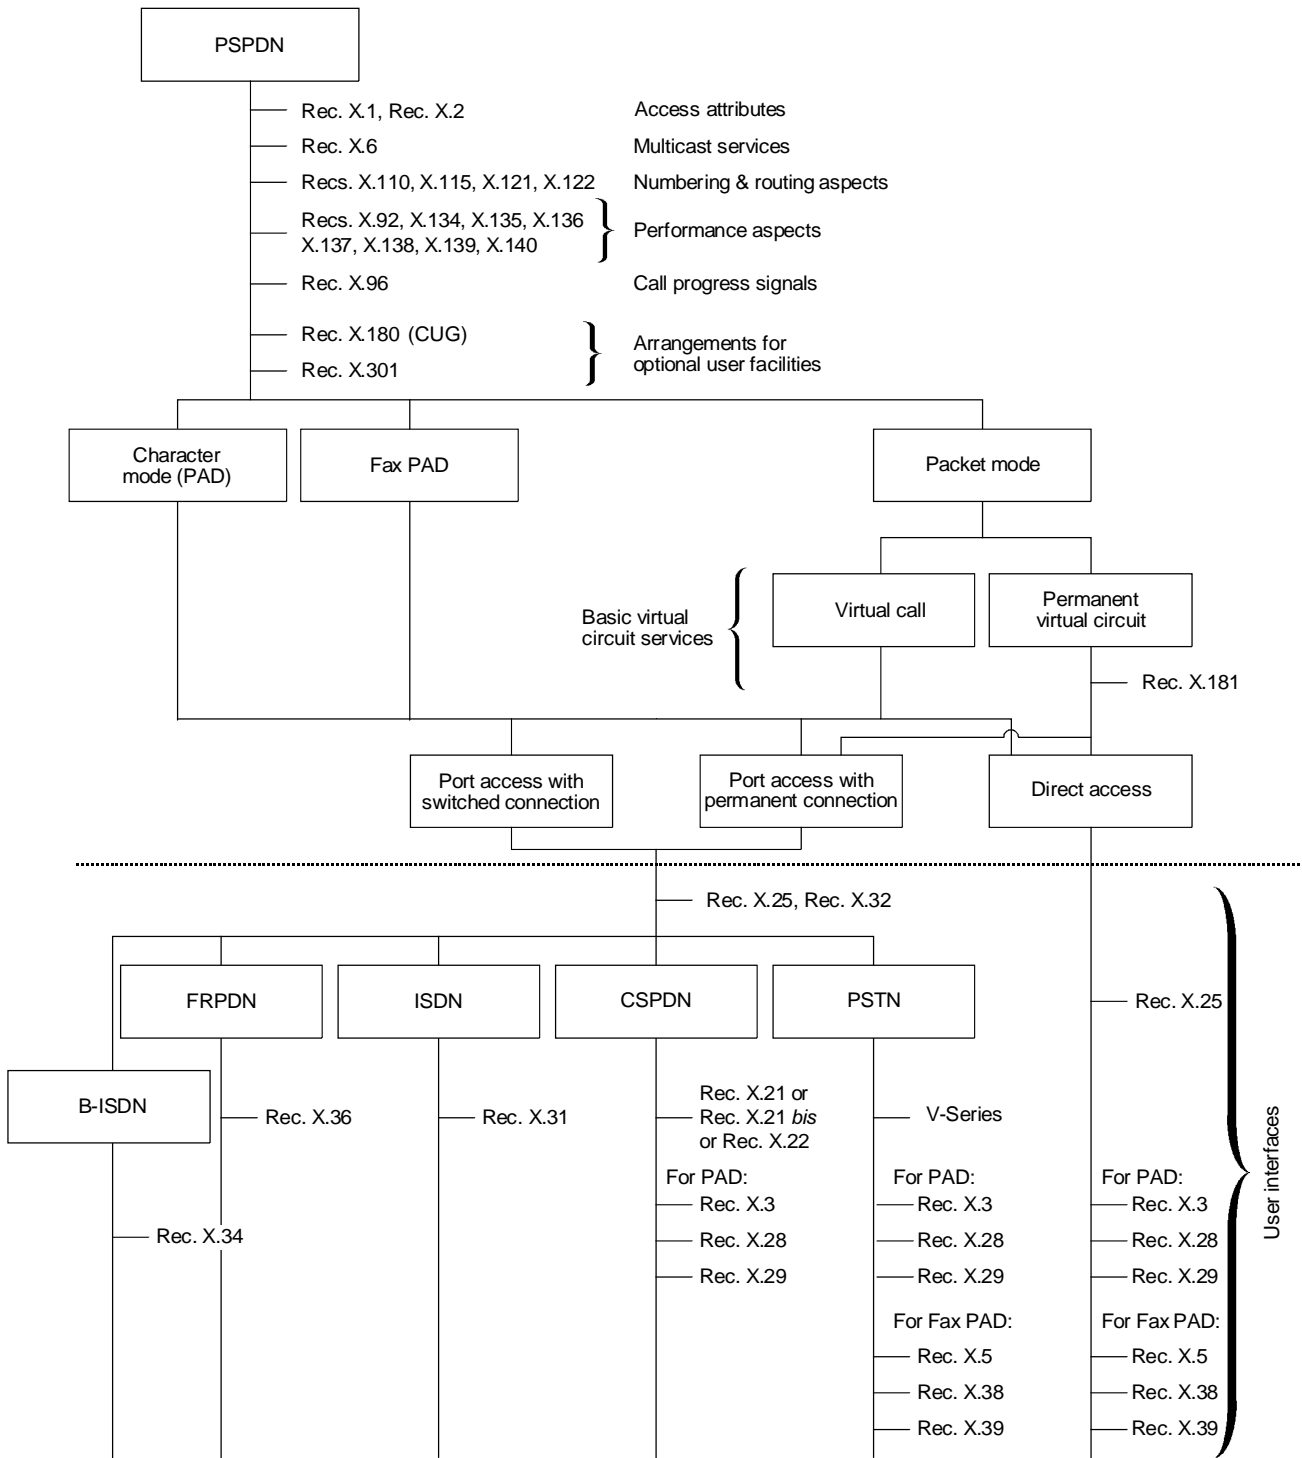 PSPDN
Rec. X.1, Rec. X.2
Access attributes
Rec. X.6
Multicast services
Recs. X.110, X.115, X.121, X.122
Numbering & routing aspects
Recs. X.92, X.134, X.135, X.136
X.137, X.138, X.139, X.140
Performance aspects
Rec. X.96
Call progress signals
Rec. X.180 (CUG)
Rec. X.301
Arrangements for
optional user facilities
Character
mode (PAD)
Fax PAD
Packet mode
Basic virtual
circuit services
Virtual call
Permanent
virtual circuit
Rec. X.181
Port access with
switched connection
Port access with
permanent connection
Direct access
Rec. X.25, Rec. X.32
FRPDN
ISDN
CSPDN
PSTN
Rec. X.25
B-ISDN
Rec. X.36
Rec. X.31
Rec. X.21 or
Rec. X.21 bis
or Rec. X.22
V-Series
Rec. X.34
For PAD:
Rec. X.3
Rec. X.28
Rec. X.29
For PAD:
Rec. X.3
Rec. X.28
Rec. X.29
For Fax PAD:
Rec. X.5
Rec. X.38
Rec. X.39
For PAD:
Rec. X.3
Rec. X.28
Rec. X.29
For Fax PAD:
Rec. X.5
Rec. X.38
Rec. X.39
User interfaces